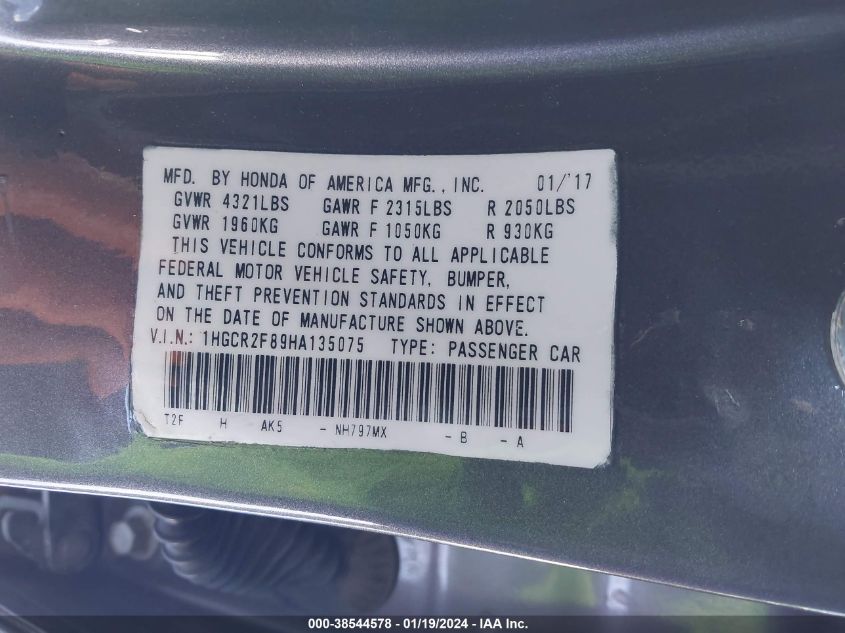 MFD. BY HONDA OF AMERICA MFG., INC. 01/'17
GVWR 4321LBS GAWR F 2315LBS R 2050LBS
GVWR 1960KG GAWR F 1050KG R 930KG
THIS VEHICLE CONFORMS TO ALL APPLICABLE
FEDERAL MOTOR VEHICLE SAFETY, BUMPER,
AND THEFT PREVENTION STANDARDS IN EFFECT
ON THE DATE OF MANUFACTURE SHOWN ABOVE.
V.I.N.: 1HGCR2F89HA135075 TYPE: PASSENGER CAR
T2F H AK5 - NH797MX - B - A
000-38544578 - 01/19/2024 - IAA Inc.